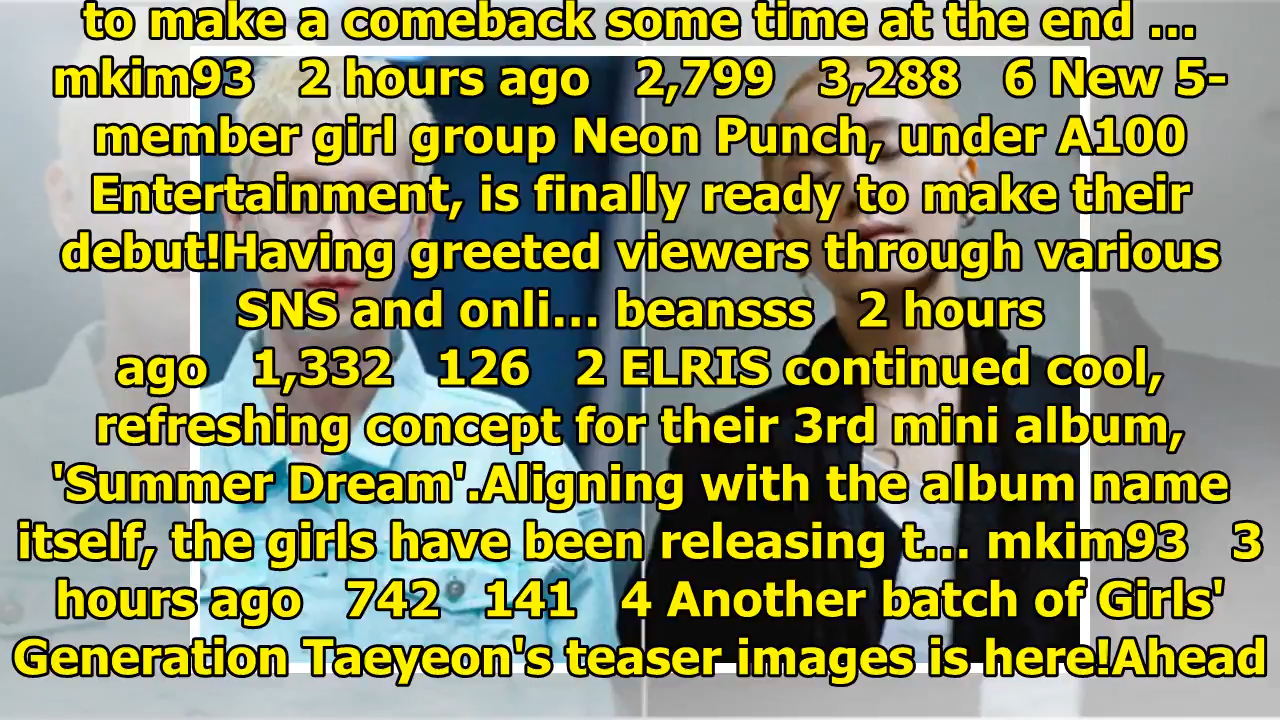 to make a comeback some time at the end ...
mkim93 2 hours ago 2,799 3,288 6 New 5-
member girl group Neon Punch, under A100
Entertainment, is finally ready to make their
debut!Having greeted viewers through various
SNS and onli... beansss 2 hours
ago 1,332 126 2 ELRIS continued cool,
refreshing concept for their 3rd mini album,
'Summer Dream'.Aligning with the album name
itself, the girls have been releasing t... mkim93 3
hours ago 742 141 4 Another batch of Girls'
Generation Taeyeon's teaser images is here!Ahead